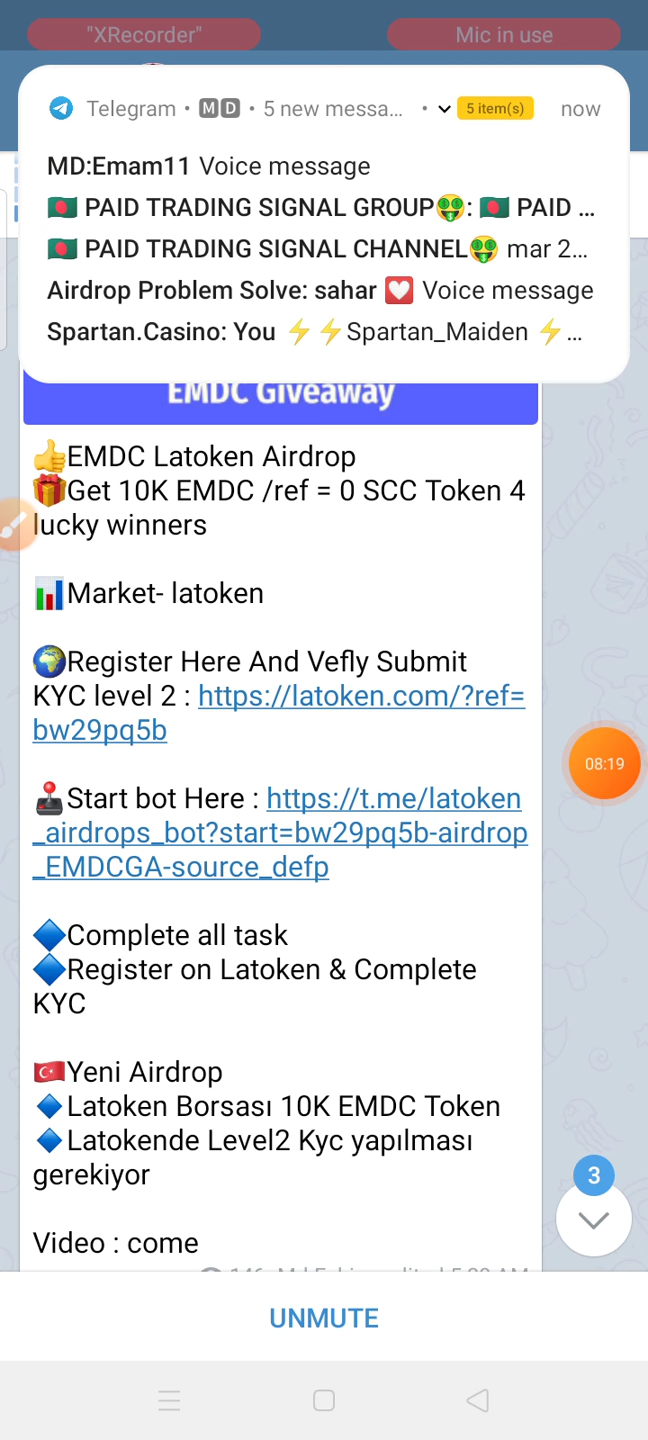 "XRecorder"
Mic in use
Telegram • MD • 5 new messa... • 5 item(s) now
MD:Emam11 Voice message
🇧🇩 PAID TRADING SIGNAL GROUP🤑: 🇧🇩 PAID ...
🇧🇩 PAID TRADING SIGNAL CHANNEL🤑 mar 2...
Airdrop Problem Solve: sahar 💟 Voice message
Spartan.Casino: You ⚡⚡Spartan_Maiden ⚡...
EMDC Giveaway
👍EMDC Latoken Airdrop
🎁Get 10K EMDC /ref = 0 SCC Token 4
lucky winners
📊Market- latoken
🌍Register Here And Vefly Submit
KYC level 2 : https://latoken.com/?ref=
bw29pq5b
08:19
🕹Start bot Here : https://t.me/latoken
_airdrops_bot?start=bw29pq5b-airdrop
_EMDCGA-source_defp
🔷Complete all task
🔷Register on Latoken & Complete
KYC
🇹🇷Yeni Airdrop
🔹Latoken Borsası 10K EMDC Token
🔹Latokende Level2 Kyc yapılması
gerekiyor
3
Video : come
UNMUTE